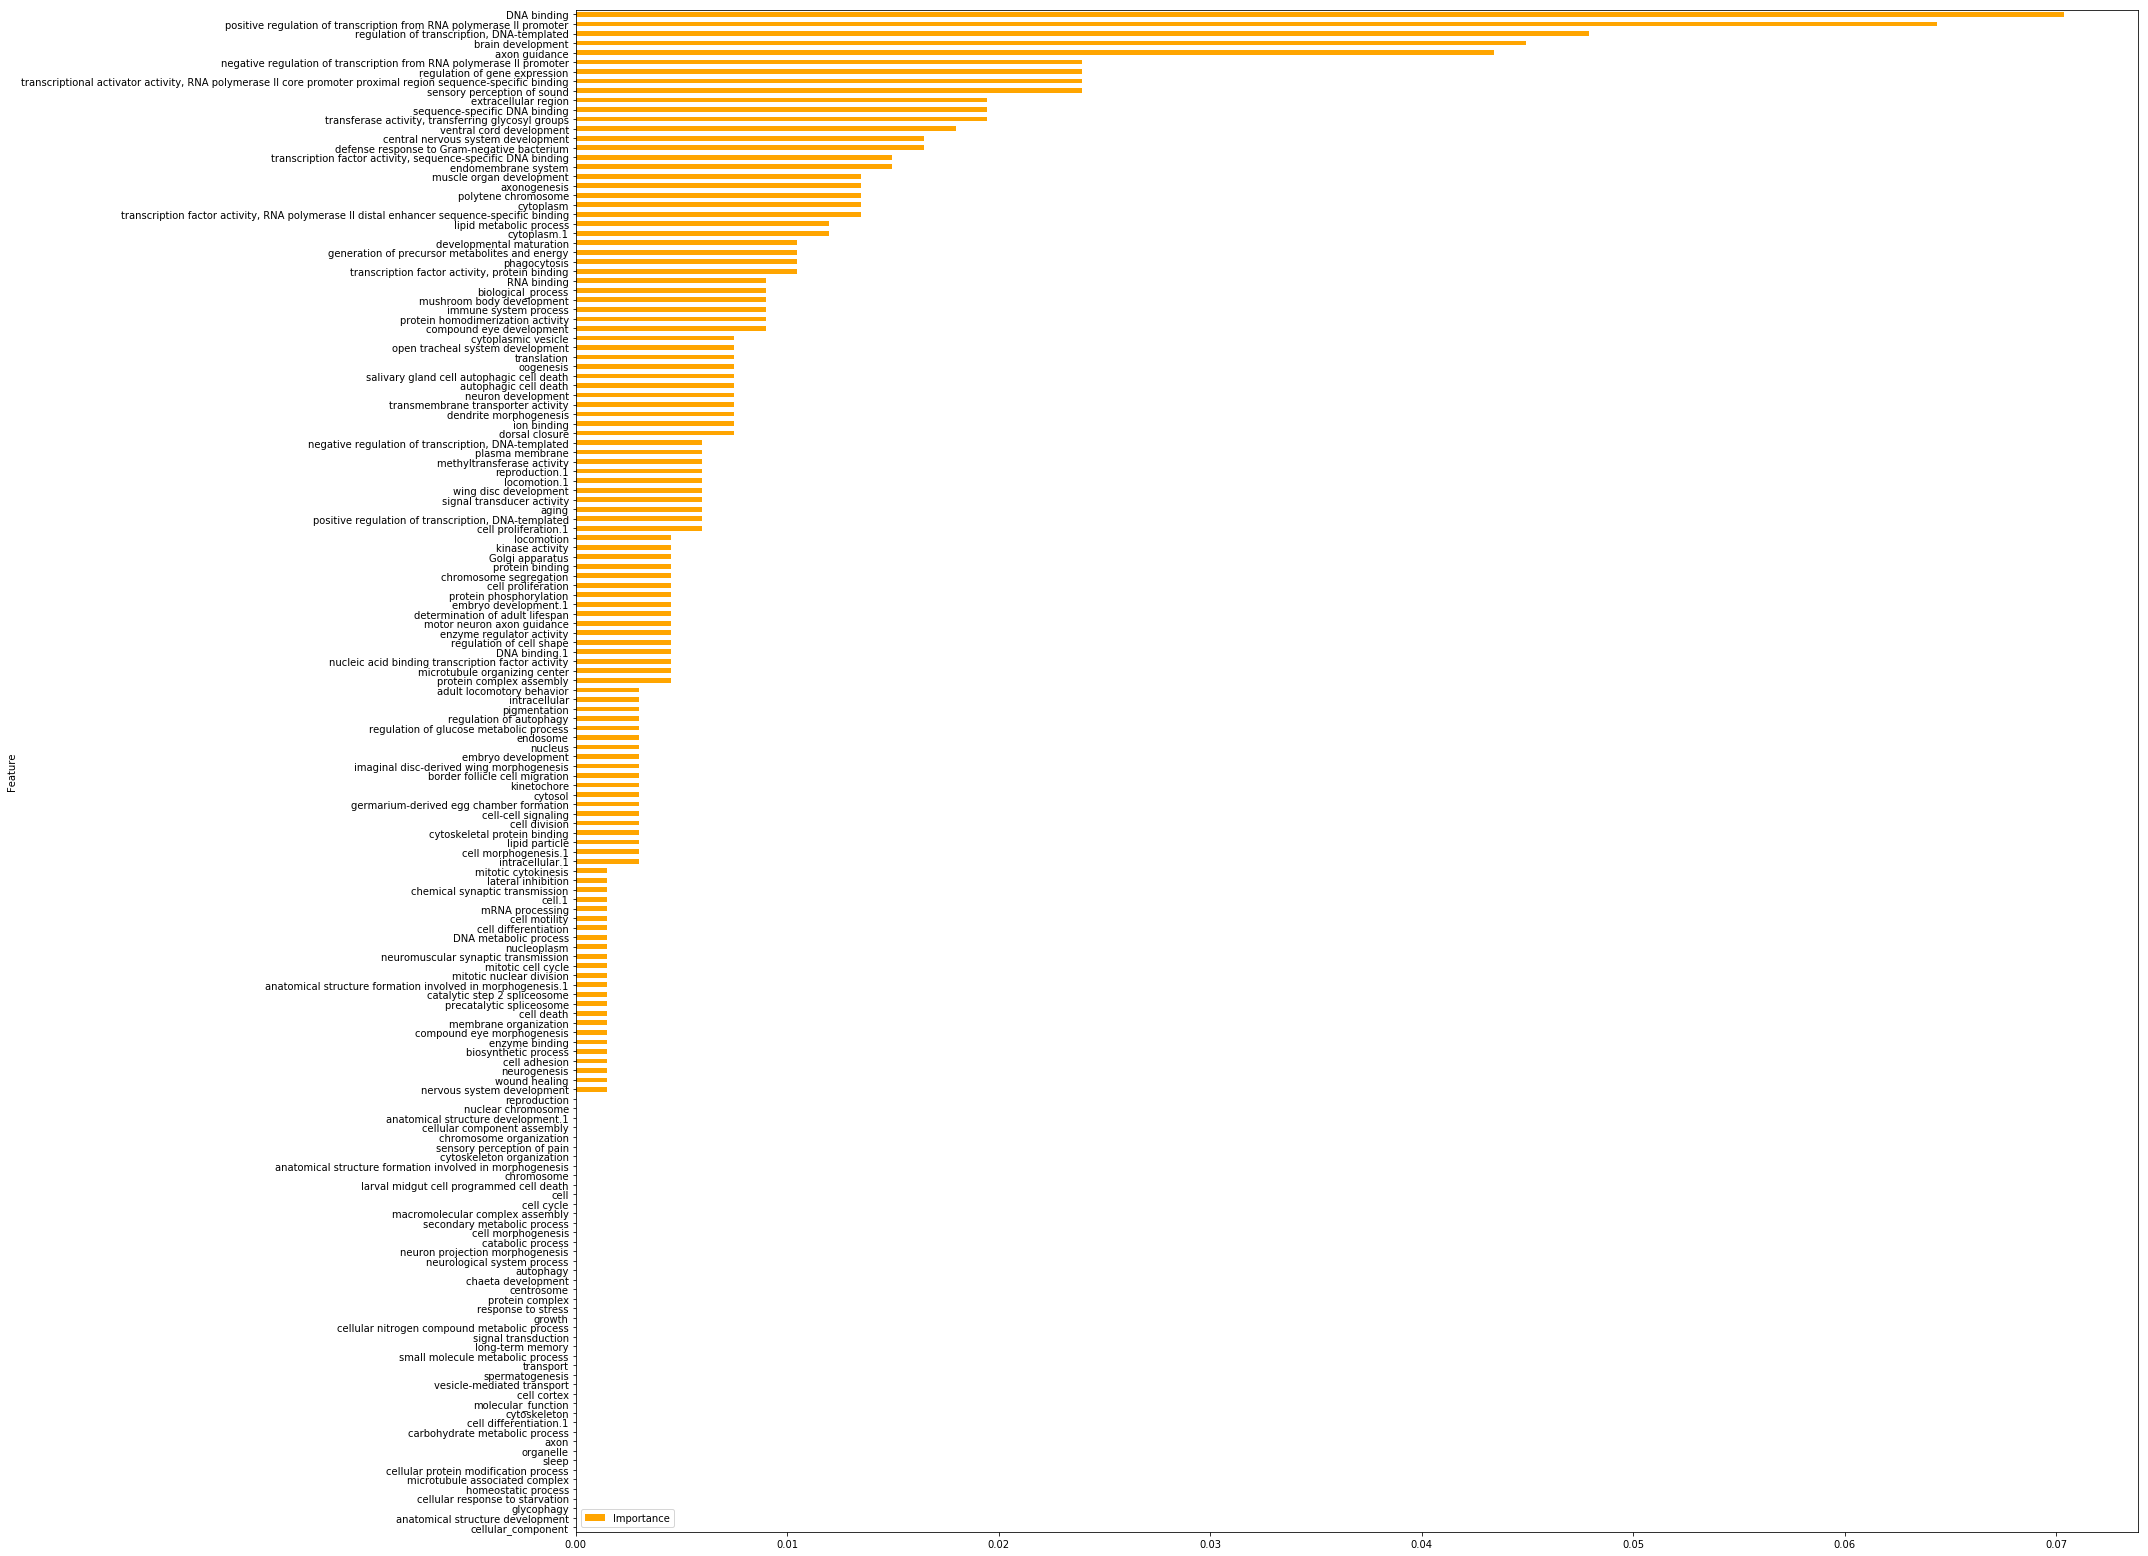 DNA binding
positive regulation of transcription from RNA polymerase II promoter
regulation of transcription, DNA-templated
brain development
axon guidance
negative regulation of transcription from RNA polymerase II promoter
regulation of gene expression
transcriptional activator activity, RNA polymerase II core promoter proximal region sequence-specific binding
sensory perception of sound
extracellular region
sequence-specific DNA binding
transferase activity, transferring glycosyl groups
ventral cord development
central nervous system development
defense response to Gram-negative bacterium
transcription factor activity, sequence-specific DNA binding
endomembrane system
muscle organ development
axonogenesis
polytene chromosome
cytoplasm
transcription factor activity, RNA polymerase II distal enhancer sequence-specific binding
lipid metabolic process
cytoplasm.1
developmental maturation
generation of precursor metabolites and energy
phagocytosis
transcription factor activity, protein binding
RNA binding
biological_process
mushroom body development
immune system process
protein homodimerization activity
compound eye development
cytoplasmic vesicle
open tracheal system development
translation
oogenesis
salivary gland cell autophagic cell death
autophagic cell death
neuron development
transmembrane transporter activity
dendrite morphogenesis
ion binding
dorsal closure
negative regulation of transcription, DNA-templated
plasma membrane
methyltransferase activity
reproduction.1
locomotion.1
wing disc development
signal transducer activity
aging
positive regulation of transcription, DNA-templated
cell proliferation.1
locomotion
kinase activity
Golgi apparatus
protein binding
chromosome segregation
cell proliferation
protein phosphorylation
embryo development.1
determination of adult lifespan
motor neuron axon guidance
enzyme regulator activity
regulation of cell shape
DNA binding.1
nucleic acid binding transcription factor activity
microtubule organizing center
protein complex assembly
adult locomotory behavior
intracellular
pigmentation
regulation of autophagy
regulation of glucose metabolic process
endosome
nucleus
embryo development
imaginal disc-derived wing morphogenesis
border follicle cell migration
kinetochore
cytosol
germarium-derived egg chamber formation
cell-cell signaling
cell division
cytoskeletal protein binding
lipid particle
cell morphogenesis.1
intracellular.1
mitotic cytokinesis
lateral inhibition
chemical synaptic transmission
cell.1
mRNA processing
cell motility
cell differentiation
DNA metabolic process
nucleoplasm
neuromuscular synaptic transmission
mitotic cell cycle
mitotic nuclear division
anatomical structure formation involved in morphogenesis.1
catalytic step 2 spliceosome
precatalytic spliceosome
cell death
membrane organization
compound eye morphogenesis
enzyme binding
biosynthetic process
cell adhesion
neurogenesis
wound healing
nervous system development
reproduction
nuclear chromosome
anatomical structure development.1
cellular component assembly
chromosome organization
sensory perception of pain
cytoskeleton organization
anatomical structure formation involved in morphogenesis
chromosome
larval midgut cell programmed cell death
cell
cell cycle
macromolecular complex assembly
secondary metabolic process
cell morphogenesis
catabolic process
neuron projection morphogenesis
neurological system process
autophagy
chaeta development
centrosome
protein complex
response to stress
growth
cellular nitrogen compound metabolic process
signal transduction
long-term memory
small molecule metabolic process
transport
spermatogenesis
vesicle-mediated transport
cell cortex
molecular_function
cytoskeleton
cell differentiation.1
carbohydrate metabolic process
axon
organelle
sleep
cellular protein modification process
microtubule associated complex
homeostatic process
cellular response to starvation
glycophagy
anatomical structure development
cellular_component
Feature
Importance
0.00 0.01 0.02 0.03 0.04 0.05 0.06 0.07